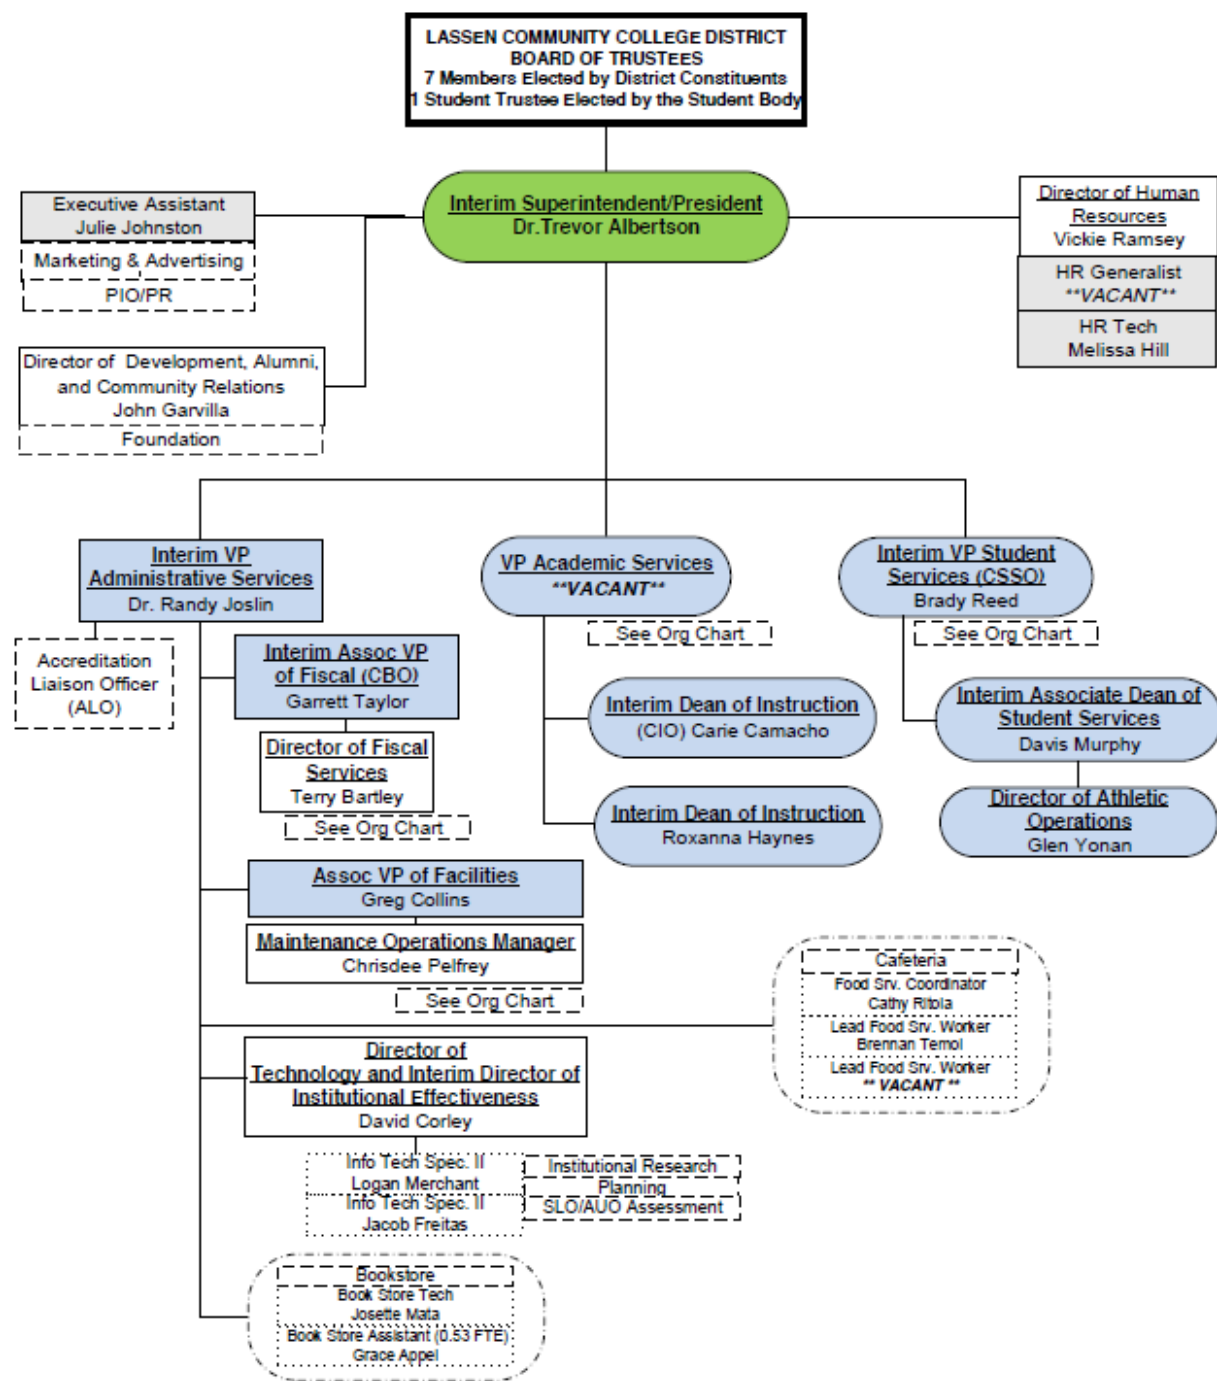 LASSEN COMMUNITY COLLEGE DISTRICT
BOARD OF TRUSTEES
7 Members Elected by District Constituents
1 Student Trustee Elected by the Student Body
Interim Superintendent/President
Dr.Trevor Albertson
Executive Assistant
Julie Johnston
Marketing & Advertising
PIO/PR
Director of Development, Alumni,
and Community Relations
John Garvilla
Foundation
Director of Human
Resources
Vickie Ramsey
HR Generalist
**VACANT**
HR Tech
Melissa Hill
Interim VP
Administrative Services
Dr. Randy Joslin
Accreditation
Liaison Officer
(ALO)
Interim Assoc VP
of Fiscal (CBO)
Garrett Taylor
Director of Fiscal
Services
Terry Bartley
See Org Chart
Assoc VP of Facilities
Greg Collins
Maintenance Operations Manager
Chrisdee Pelfrey
See Org Chart
Director of
Technology and Interim Director of
Institutional Effectiveness
David Corley
Info Tech Spec. II
Logan Merchant
Info Tech Spec. II
Jacob Freitas
Institutional Research
Planning
SLO/AUO Assessment
Bookstore
Book Store Tech
Josette Mata
Book Store Assistant (0.53 FTE)
Grace Appel
VP Academic Services
**VACANT**
See Org Chart
Interim Dean of Instruction
(CIO) Carie Camacho
Interim Dean of Instruction
Roxanna Haynes
Interim VP Student
Services (CSSO)
Brady Reed
See Org Chart
Interim Associate Dean of
Student Services
Davis Murphy
Director of Athletic
Operations
Glen Yonan
Cafeteria
Food Srv. Coordinator
Cathy Ritola
Lead Food Srv. Worker
Brennan Temol
Lead Food Srv. Worker
** VACANT **